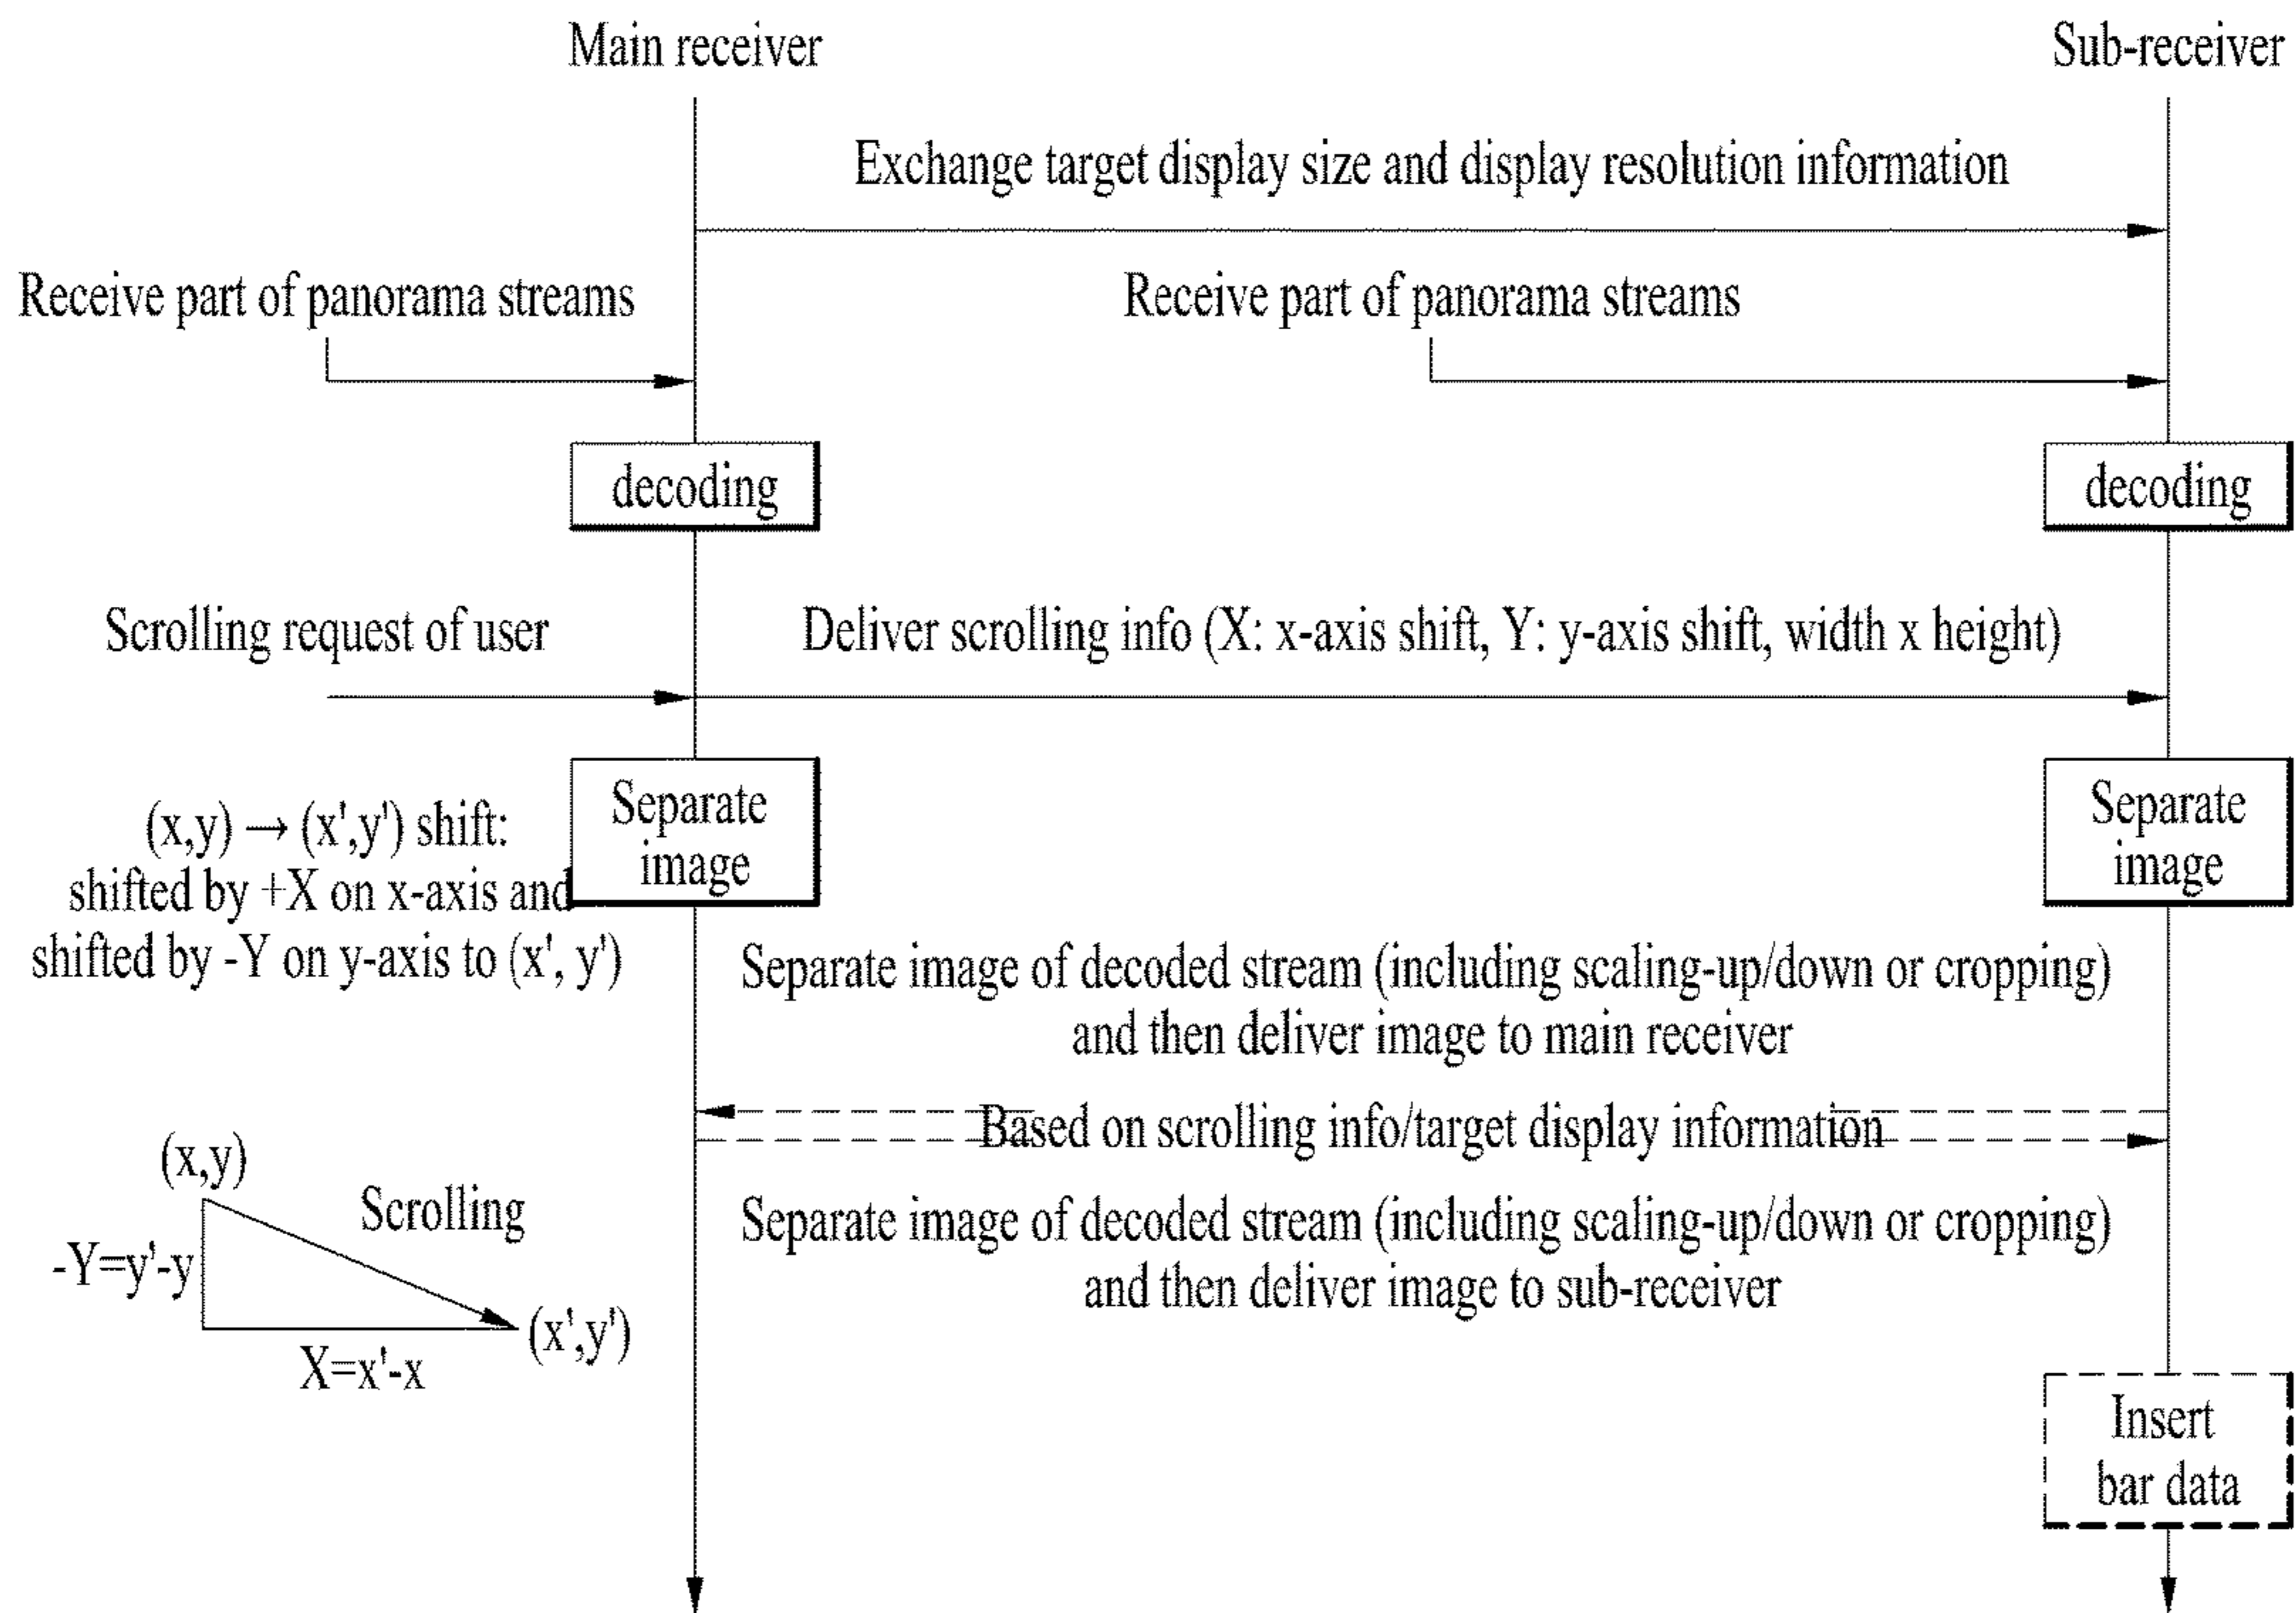 Main receiver
Sub-receiver
Exchange target display size and display resolution information
Receive part of panorama streams
Receive part of panorama streams
decoding
decoding
Scrolling request of user
Deliver scrolling info (X: x-axis shift, Y: y-axis shift, width x height)
Separate
image
Separate
image
(x,y) → (x',y') shift:
shifted by +X on x-axis and
shifted by -Y on y-axis to (x', y')
Separate image of decoded stream (including scaling-up/down or cropping)
and then deliver image to main receiver
Based on scrolling info/target display information
Separate image of decoded stream (including scaling-up/down or cropping)
and then deliver image to sub-receiver
(x,y)
Scrolling
-Y=y'-y
(x',y')
X=x'-x
Insert
bar data